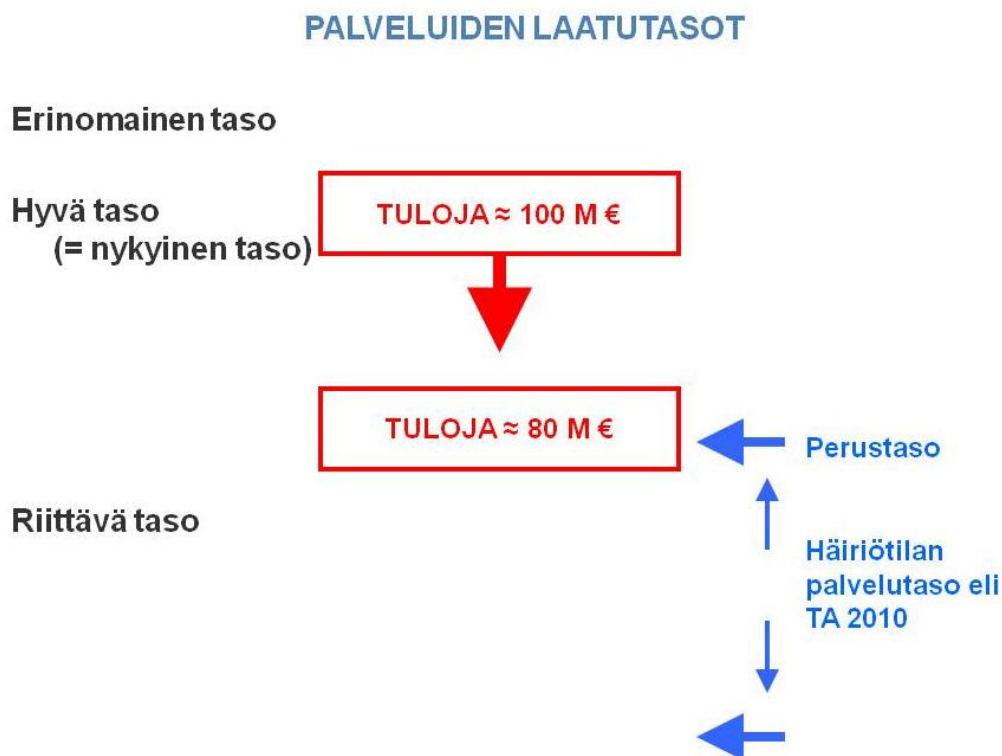 PALVELUIDEN LAATUTASOT
Erinomainen taso
Hyvä taso
(= nykyinen taso)
TULOJA ≈ 100 M €
TULOJA ≈ 80 M €
Perustaso
Riittävä taso
Häiriötilan
palvelutaso eli
TA 2010